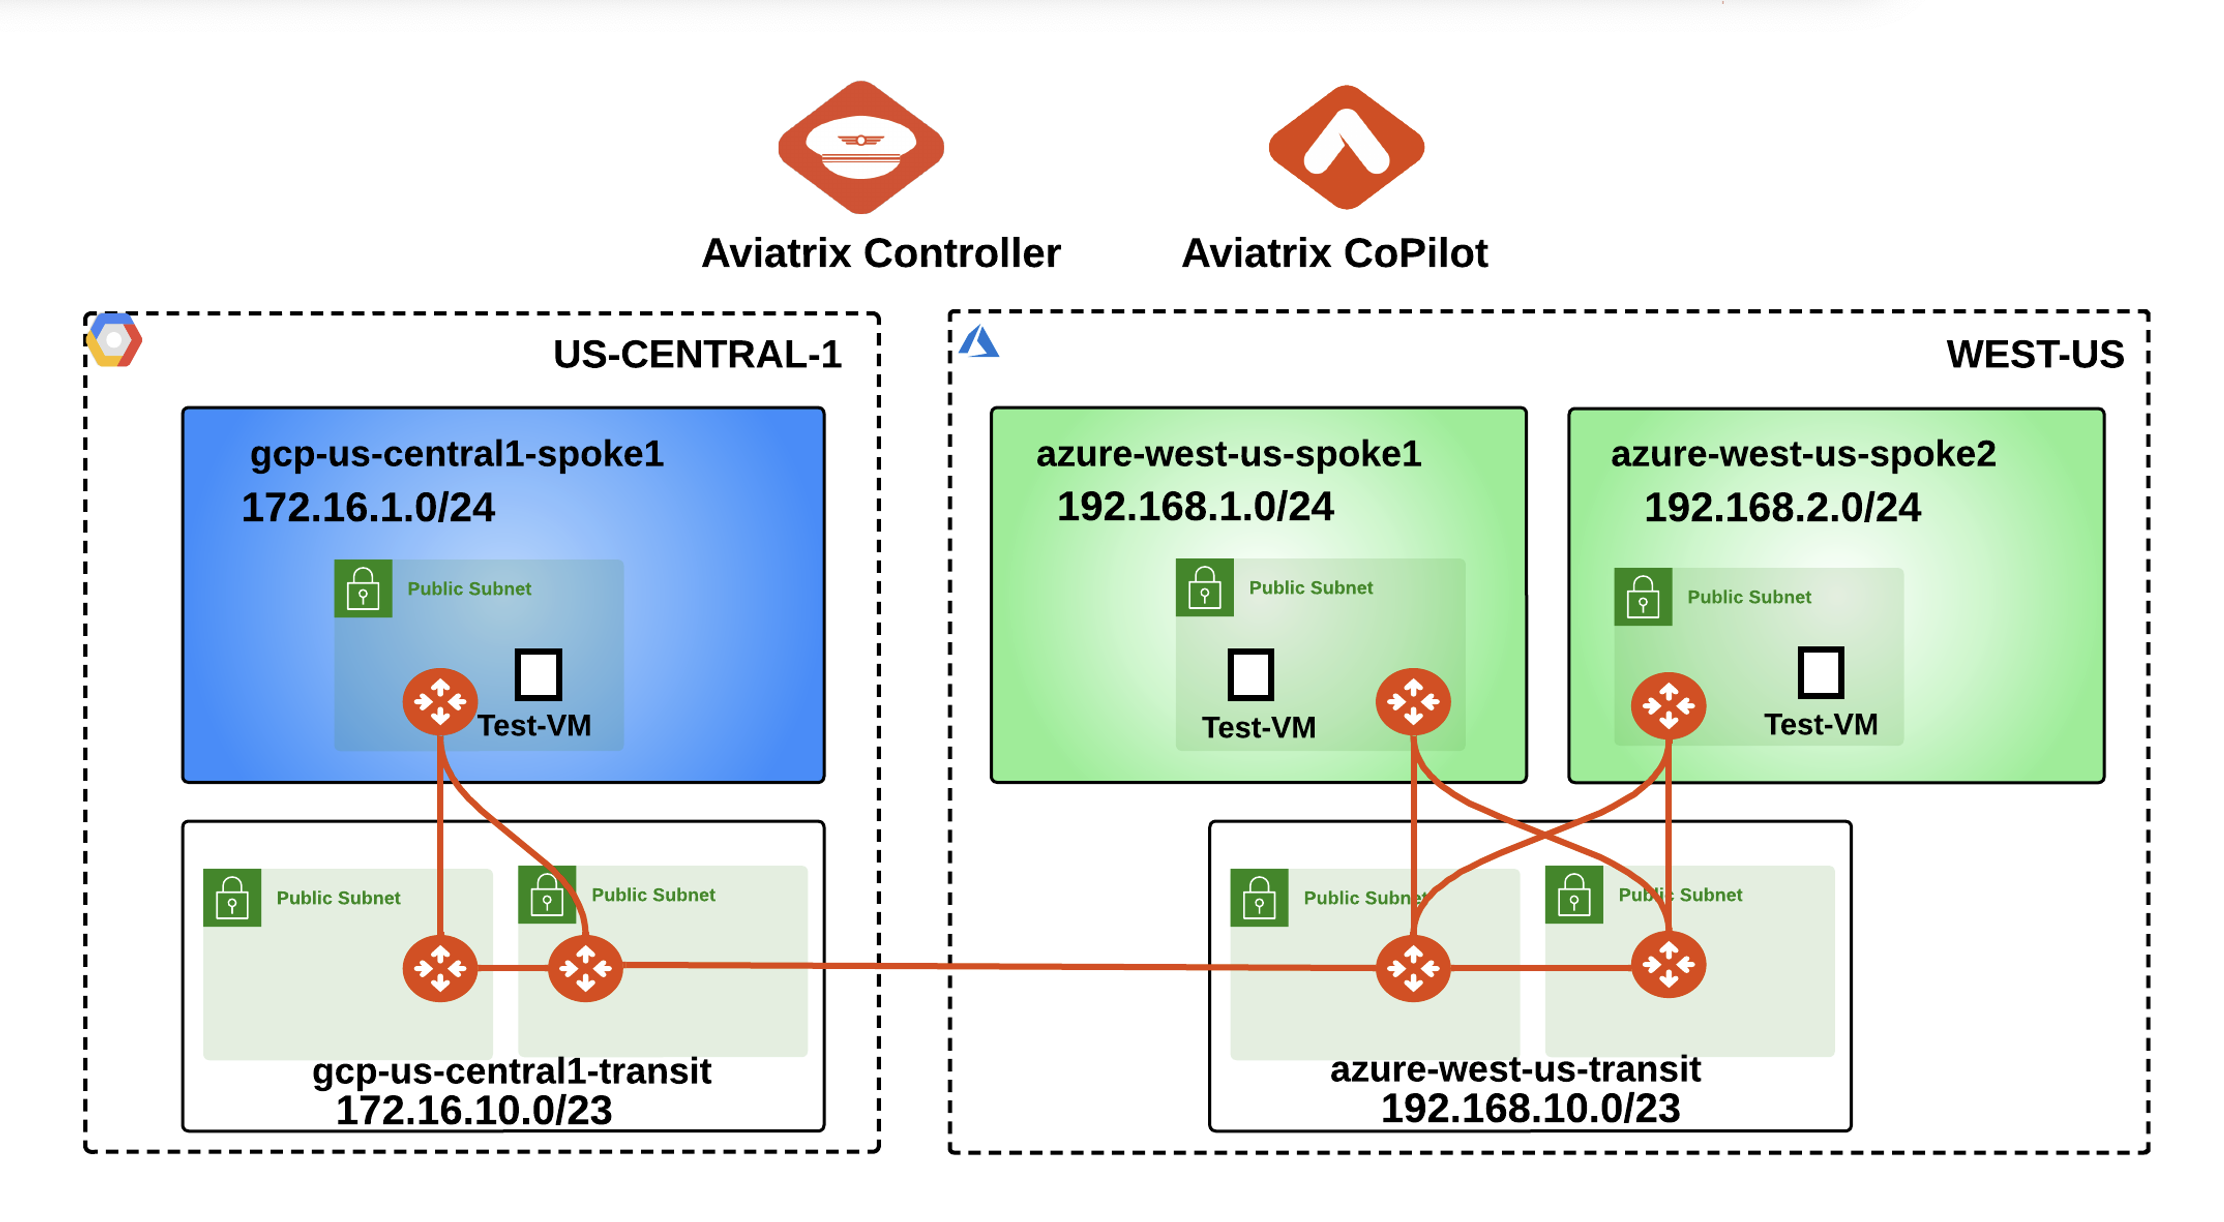 Aviatrix Controller
Aviatrix CoPilot
US-CENTRAL-1
gcp-us-central1-spoke1
172.16.1.0/24
Public Subnet
Test-VM
Public Subnet
Public Subnet
gcp-us-central1-transit
172.16.10.0/23
WEST-US
azure-west-us-spoke1
192.168.1.0/24
Public Subnet
Test-VM
azure-west-us-spoke2
192.168.2.0/24
Public Subnet
Test-VM
Public Subnet
Public Subnet
azure-west-us-transit
192.168.10.0/23